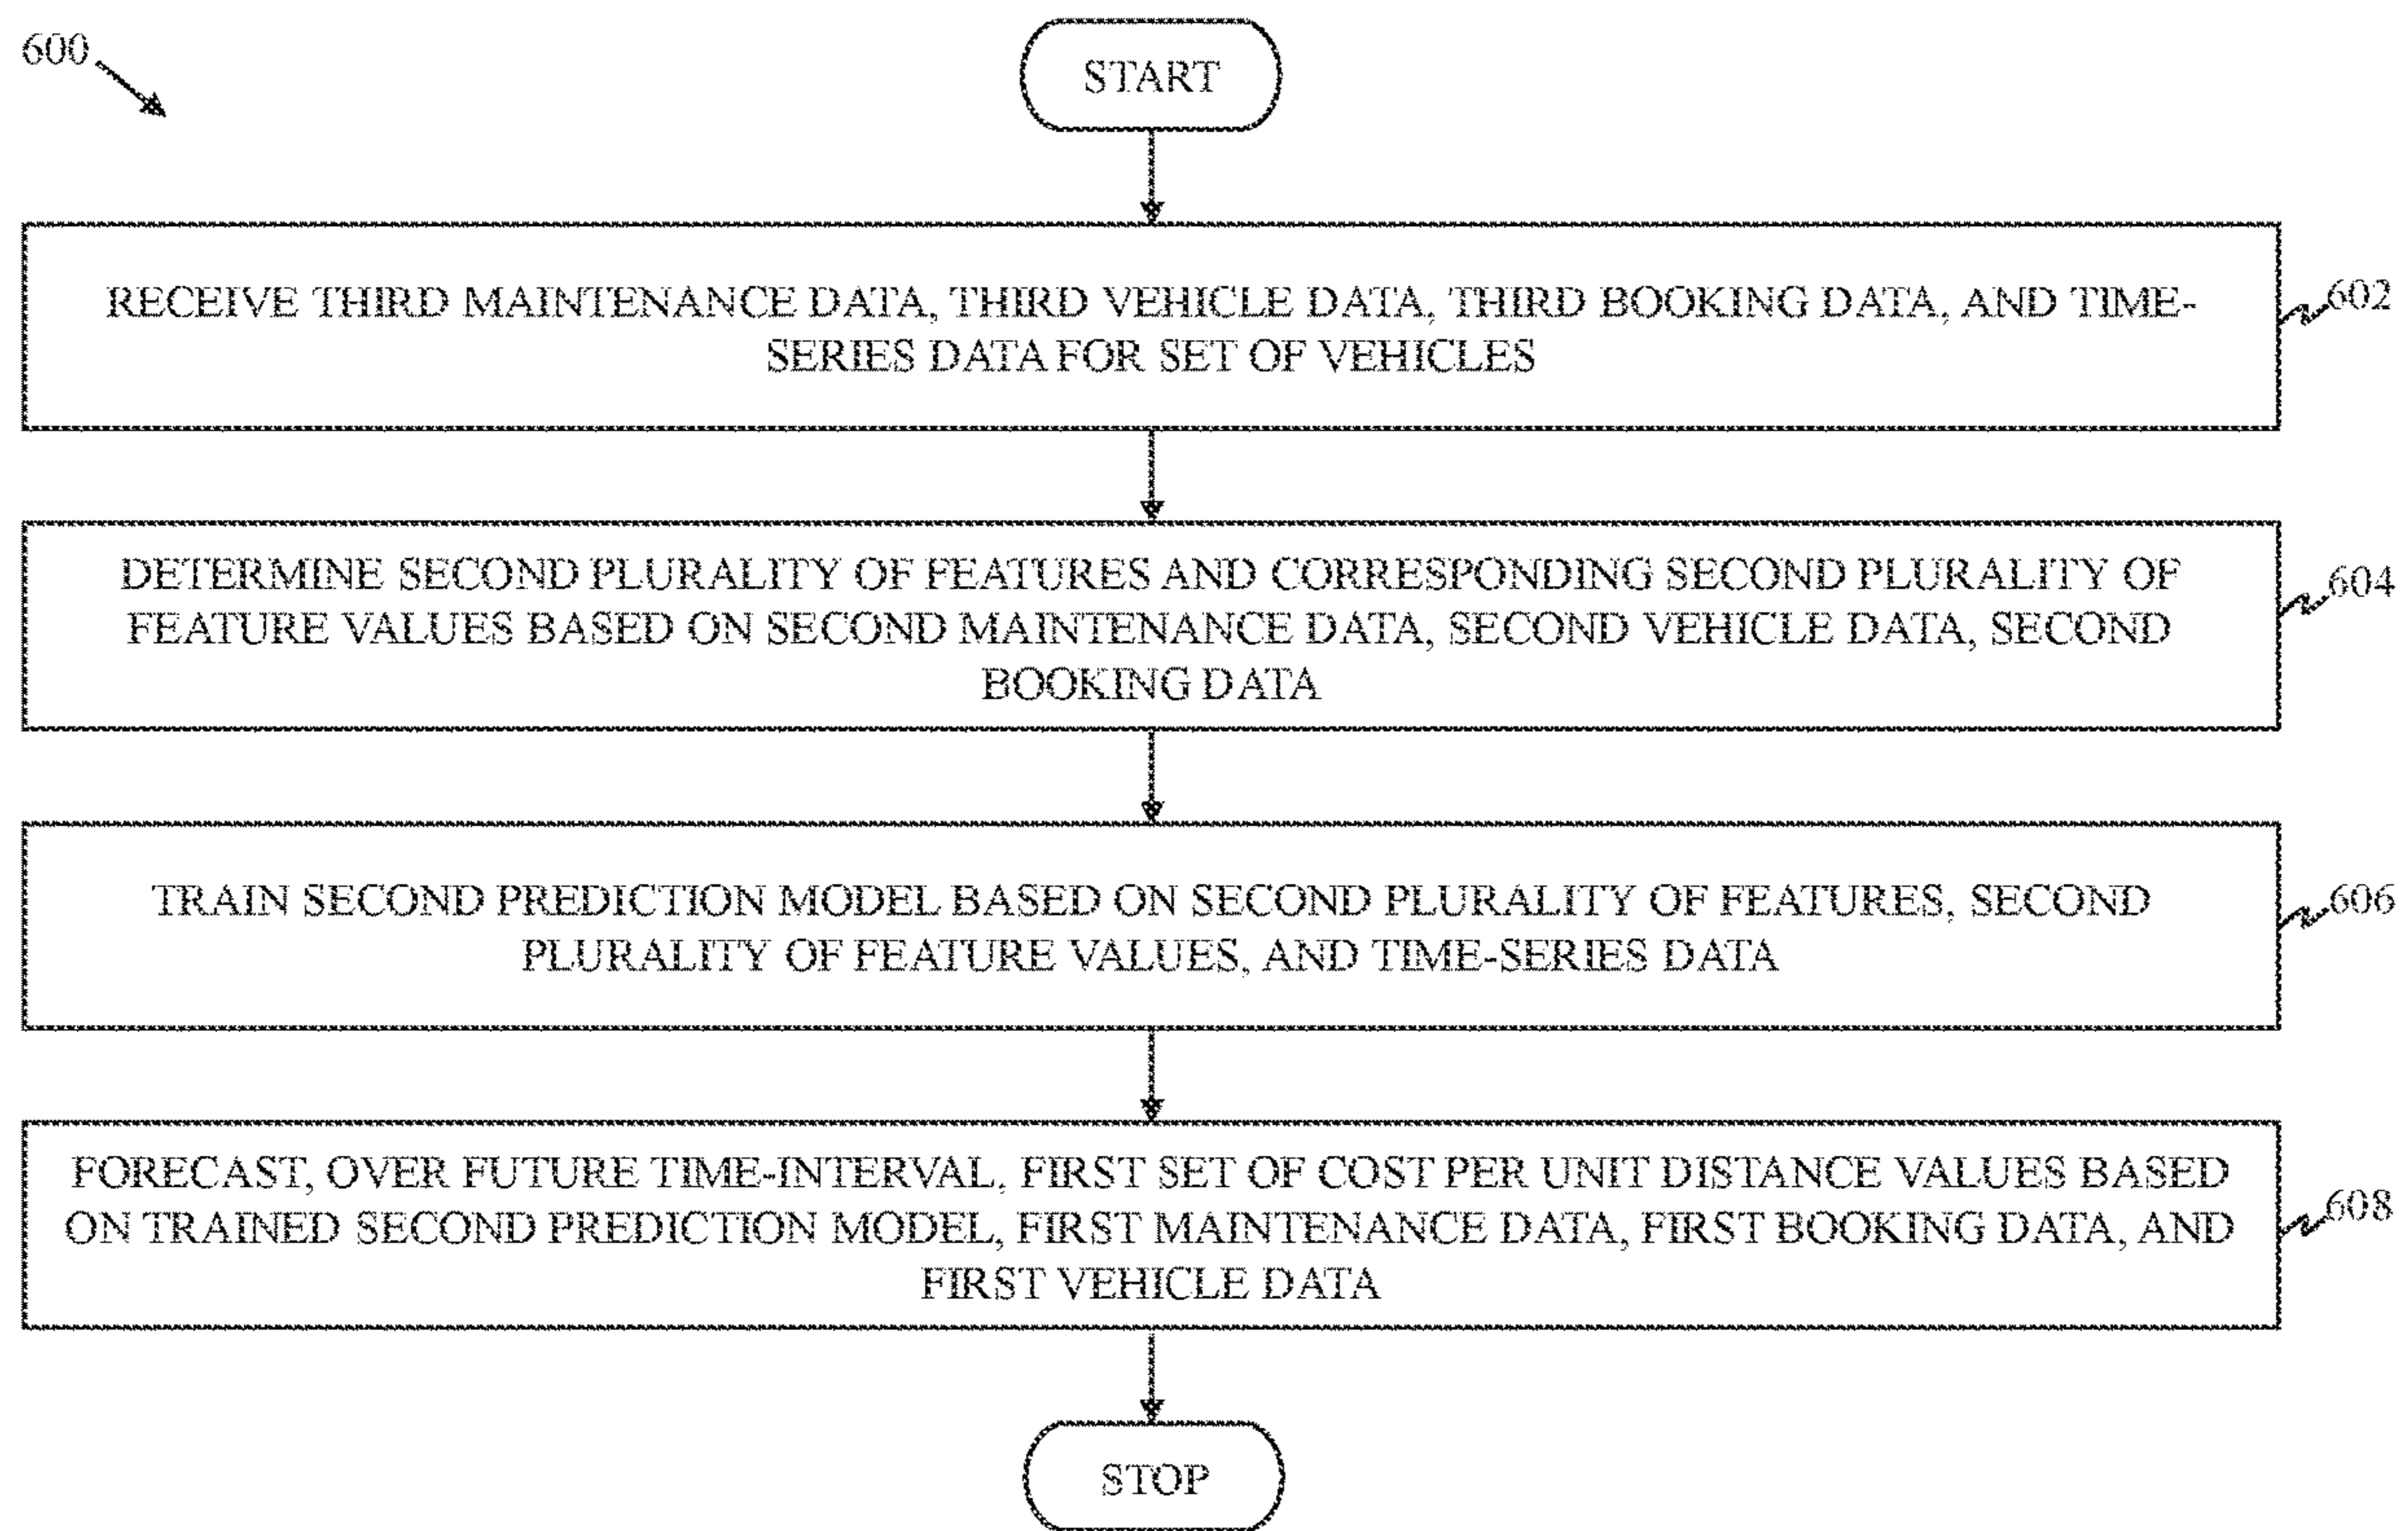 600
START
RECEIVE THIRD MAINTENANCE DATA, THIRD VEHICLE DATA, THIRD BOOKING DATA, AND TIME-
SERIES DATA FOR SET OF VEHICLES
602
DETERMINE SECOND PLURALITY OF FEATURES AND CORRESPONDING SECOND PLURALITY OF
FEATURE VALUES BASED ON SECOND MAINTENANCE DATA, SECOND VEHICLE DATA, SECOND
BOOKING DATA
604
TRAIN SECOND PREDICTION MODEL BASED ON SECOND PLURALITY OF FEATURES, SECOND
PLURALITY OF FEATURE VALUES, AND TIME-SERIES DATA
606
FORECAST, OVER FUTURE TIME-INTERVAL, FIRST SET OF COST PER UNIT DISTANCE VALUES BASED
ON TRAINED SECOND PREDICTION MODEL, FIRST MAINTENANCE DATA, FIRST BOOKING DATA, AND
FIRST VEHICLE DATA
608
STOP